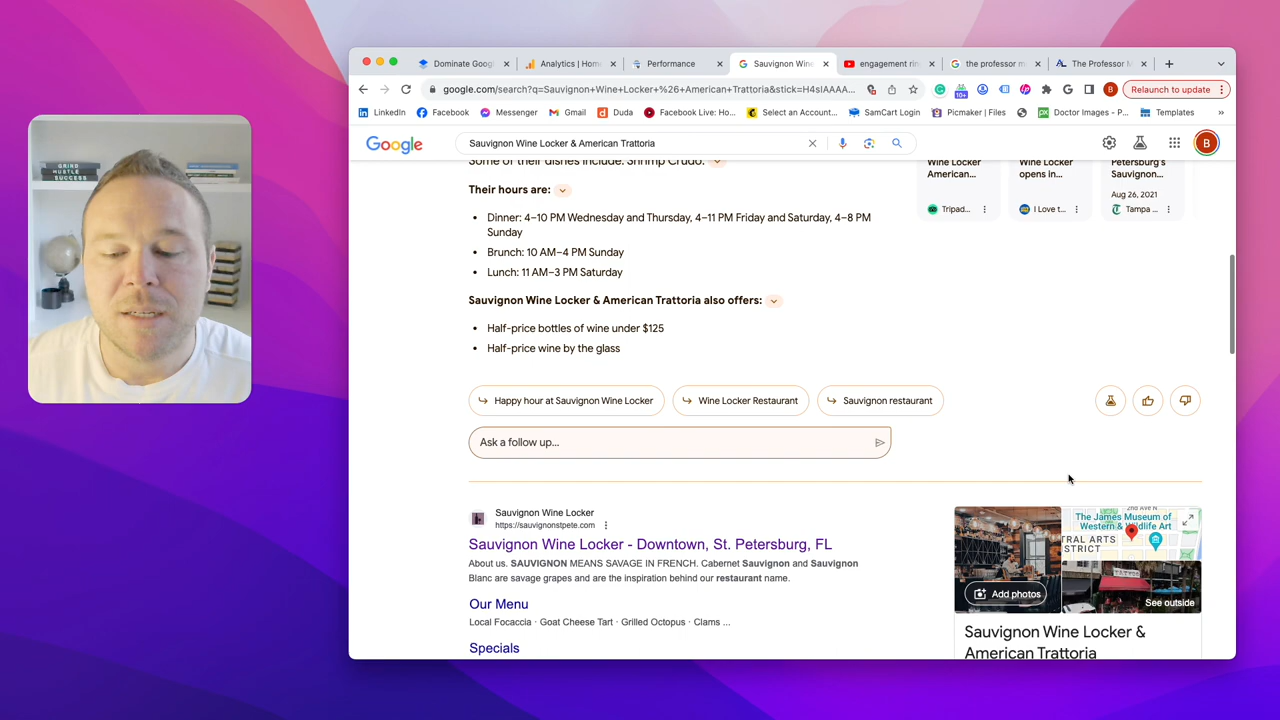 GRIND
HUSTLE
SUCCESS
Dominate Googl
Analytics | Hom
Performance
Sauvignon Win
engagement rin
the professor m
The Professor M
google.com/search?q=Sauvignon+Wine+Locker+%26+American+Trattoria&stick=H4sIAAAA...
Relaunch to update
LinkedIn
Facebook
Messenger
Gmail
Duda
Facebook Live: Ho...
Select an Account...
SamCart Login
Picmaker | Files
Doctor Images - P...
Templates
Google
Sauvignon Wine Locker & American Trattoria
B
Some of their dishes include: Shrimp Crudo.
Their hours are:
Dinner: 4–10 PM Wednesday and Thursday, 4–11 PM Friday and Saturday, 4–8 PM
Sunday
Brunch: 10 AM–4 PM Sunday
Lunch: 11 AM–3 PM Saturday
Sauvignon Wine Locker & American Trattoria also offers:
Half-price bottles of wine under $125
Half-price wine by the glass
Wine Locker
American...
Tripad...
Wine Locker
opens in...
I Love t...
Petersburg's
Sauvignon...
Aug 26, 2021
Tampa ...
Happy hour at Sauvignon Wine Locker
Wine Locker Restaurant
Sauvignon restaurant
Ask a follow up...
Sauvignon Wine Locker
https://sauvignonstpete.com
Sauvignon Wine Locker - Downtown, St. Petersburg, FL
About us. SAUVIGNON MEANS SAVAGE IN FRENCH. Cabernet Sauvignon and Sauvignon
Blanc are savage grapes and are the inspiration behind our restaurant name.
Our Menu
Local Focaccia · Goat Cheese Tart · Grilled Octopus · Clams ...
Specials
The James Museum of
Western & Wildlife Art
TRAL ARTS
STRICT
Add photos
See outside
Sauvignon Wine Locker &
American Trattoria